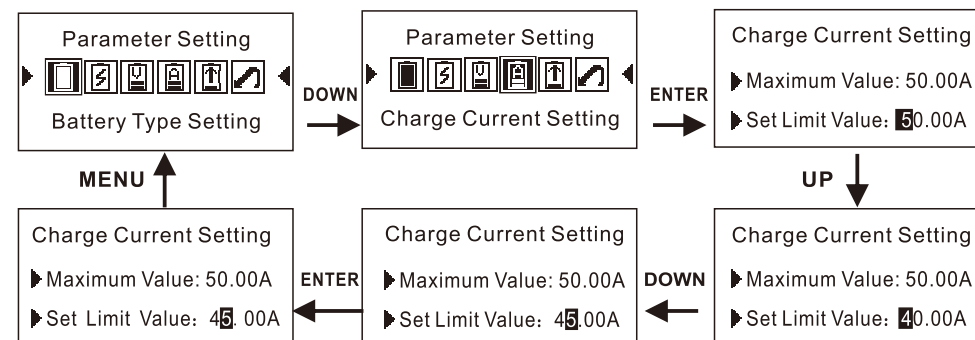 Parameter Setting
Battery Type Setting
DOWN
Parameter Setting
Charge Current Setting
ENTER
Charge Current Setting
Maximum Value: 50.00A
Set Limit Value: 50.00A
UP
Charge Current Setting
Maximum Value: 50.00A
Set Limit Value: 40.00A
DOWN
Charge Current Setting
Maximum Value: 50.00A
Set Limit Value: 45.00A
ENTER
Charge Current Setting
Maximum Value: 50.00A
Set Limit Value: 45. 00A
MENU